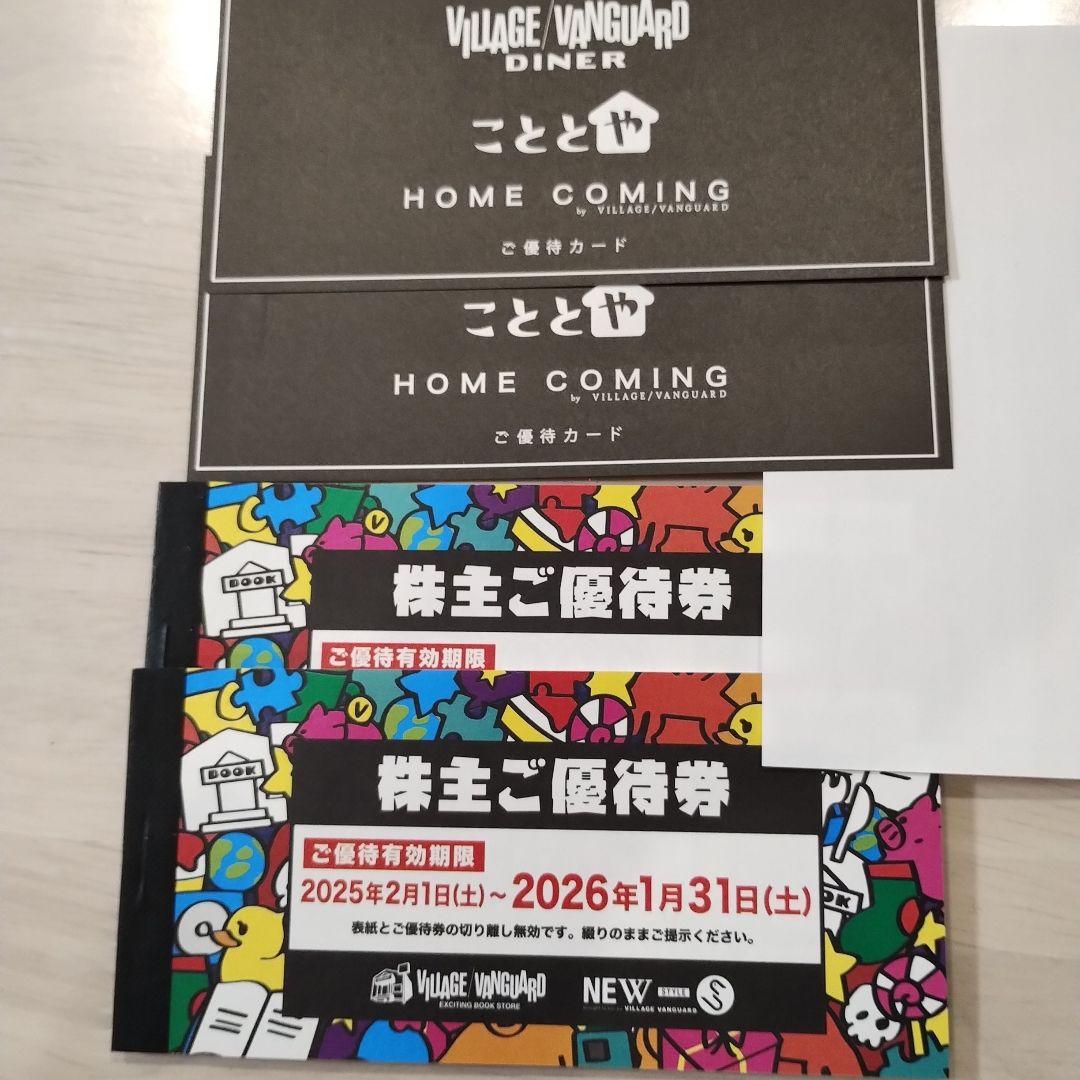 VILLAGE/VANGUARD
DINER
こととや
HOME COMING
by VILLAGE/VANGUARD
ご優待カード
こととや
HOME COMING
by VILLAGE/VANGUARD
ご優待カード
V
BOOK
株主ご優待券
ご優待有効期限
V
BOOK
株主ご優待券
ご優待有効期限
2025年2月1日(土)～2026年1月31日(土)
表紙とご優待券の切り離し無効です。綴りのままご提示ください。
VILLAGE/VANGUARD
EXCITING BOOK STORE
NEW STYLE
VILLAGE VANGUARD